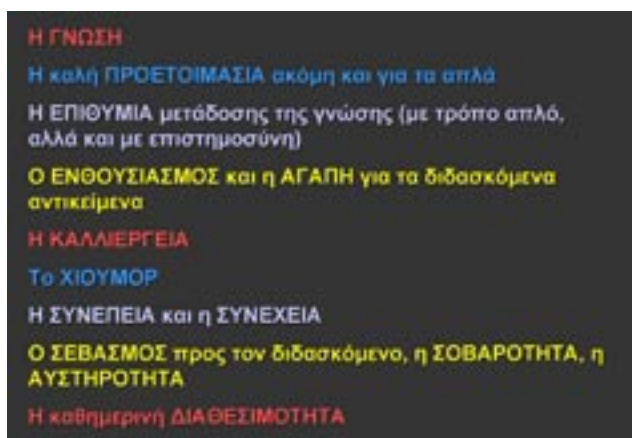 Η ΓΝΩΣΗ
Η καλή ΠΡΟΕΤΟΙΜΑΣΙΑ ακόμη και για τα απλά
Η ΕΠΙΘΥΜΙΑ μετάδοσης της γνώσης (με τρόπο απλό,
αλλά και με επιστημοσύνη)
Ο ΕΝΘΟΥΣΙΑΣΜΟΣ και η ΑΓΑΠΗ για τα διδασκόμενα
αντικείμενα
Η ΚΑΛΛΙΕΡΓΕΙΑ
Το ΧΙΟΥΜΟΡ
Η ΣΥΝΕΠΕΙΑ και η ΣΥΝΕΧΕΙΑ
Ο ΣΕΒΑΣΜΟΣ προς τον διδασκόμενο, η ΣΟΒΑΡΟΤΗΤΑ, η
ΑΥΣΤΗΡΟΤΗΤΑ
Η καθημερινή ΔΙΑΘΕΣΙΜΟΤΗΤΑ